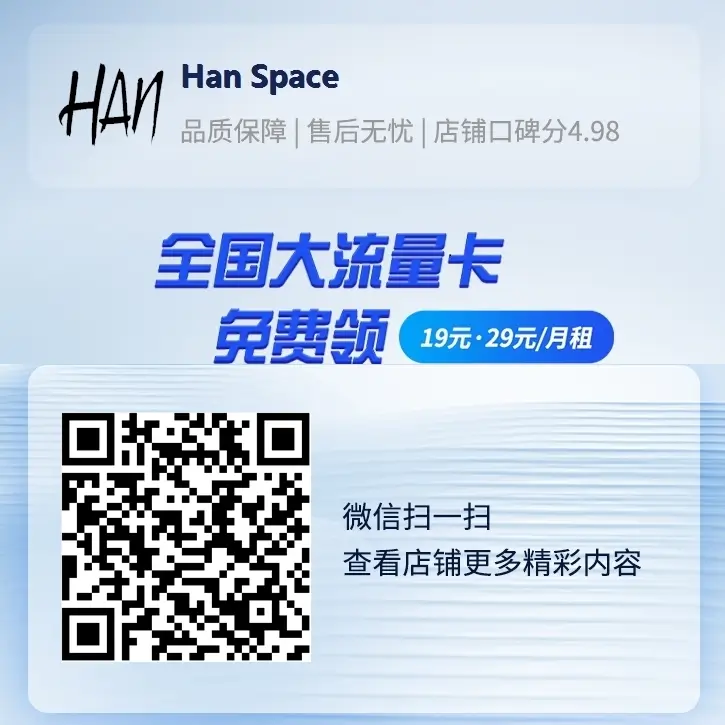 HAN
Han Space
品质保障 | 售后无忧 | 店铺口碑分4.98
全国大流量卡
免费领
19元·29元/月租
微信扫一扫
查看店铺更多精彩内容